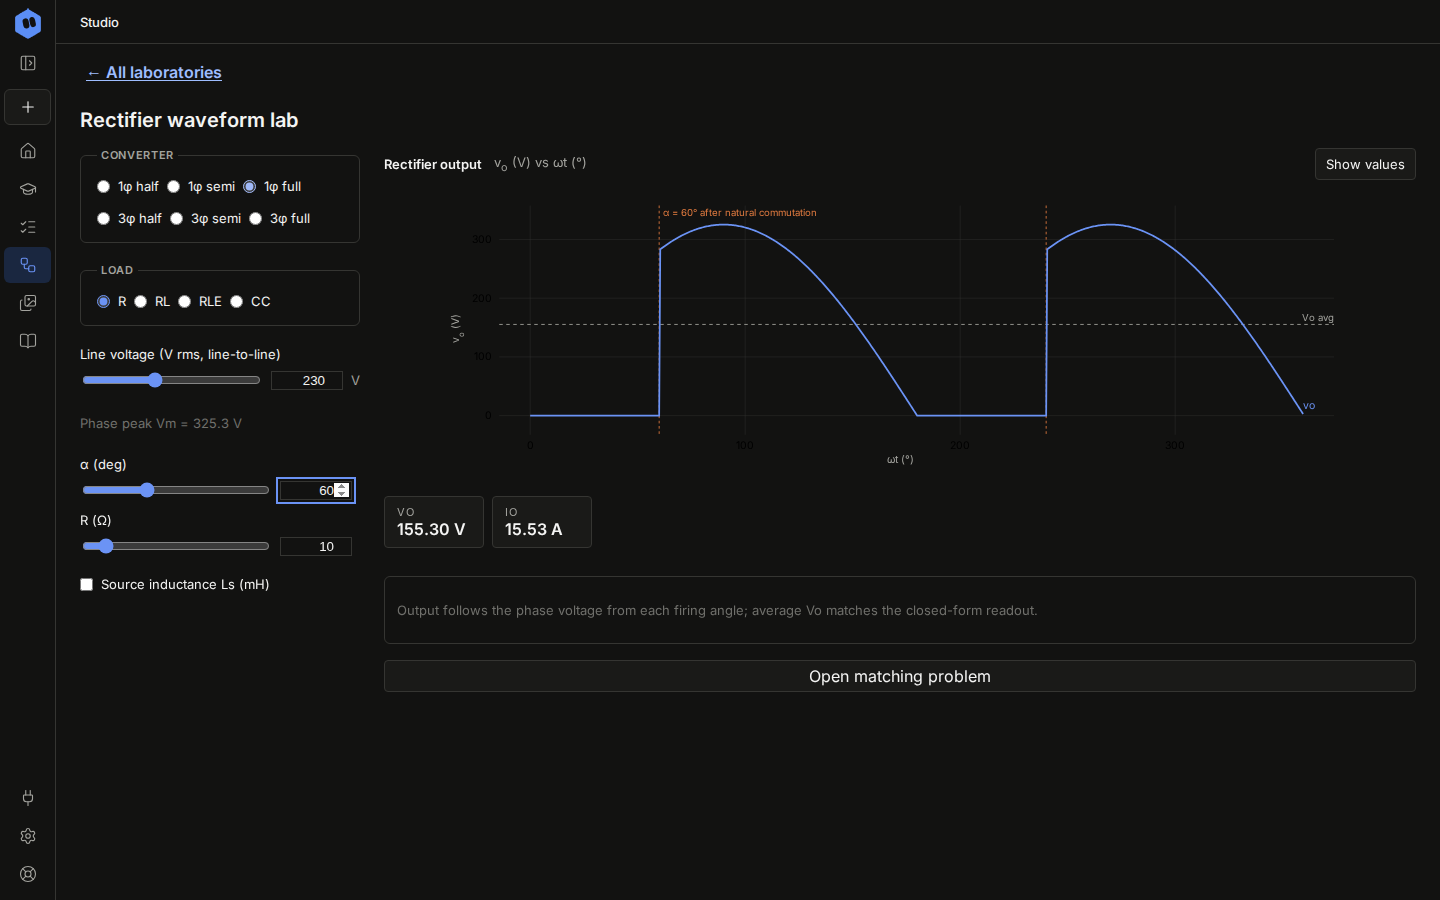 Studio
← All laboratories
Rectifier waveform lab
CONVERTER
1φ half 1φ semi 1φ full
3φ half 3φ semi 3φ full
LOAD
R RL RLE CC
Line voltage (V rms, line-to-line)
230 V
Phase peak Vm = 325.3 V
α (deg)
60
R (Ω)
10
Source inductance Ls (mH)
Rectifier output vo (V) vs ωt (°)
Show values
α = 60° after natural commutation
300
200
100
0
vo (V)
Vo avg
vo
0 100 200 300
ωt (°)
VO
155.30 V
IO
15.53 A
Output follows the phase voltage from each firing angle; average Vo matches the closed-form readout.
Open matching problem